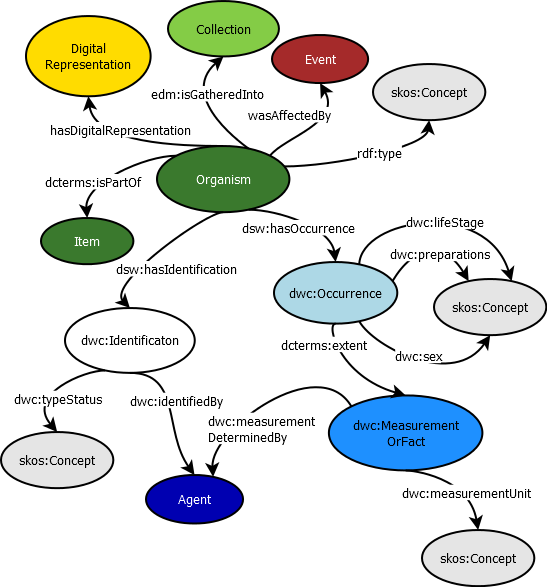 Collection
Digital
Representation
Event
edm:isGatheredInto
skos:Concept
wasAffectedBy
hasDigitalRepresentation
rdf:type
dcterms:isPartOf
Organism
dwc:lifeStage
dsw:hasOccurrence
Item
dwc:preparations
dsw:hasIdentification
dwc:Occurrence
skos:Concept
dwc:Identificaton
dcterms:extent
dwc:sex
dwc:typeStatus
dwc:identifiedBy
dwc:measurement
DeterminedBy
dwc:Measurement
OrFact
skos:Concept
Agent
dwc:measurementUnit
skos:Concept